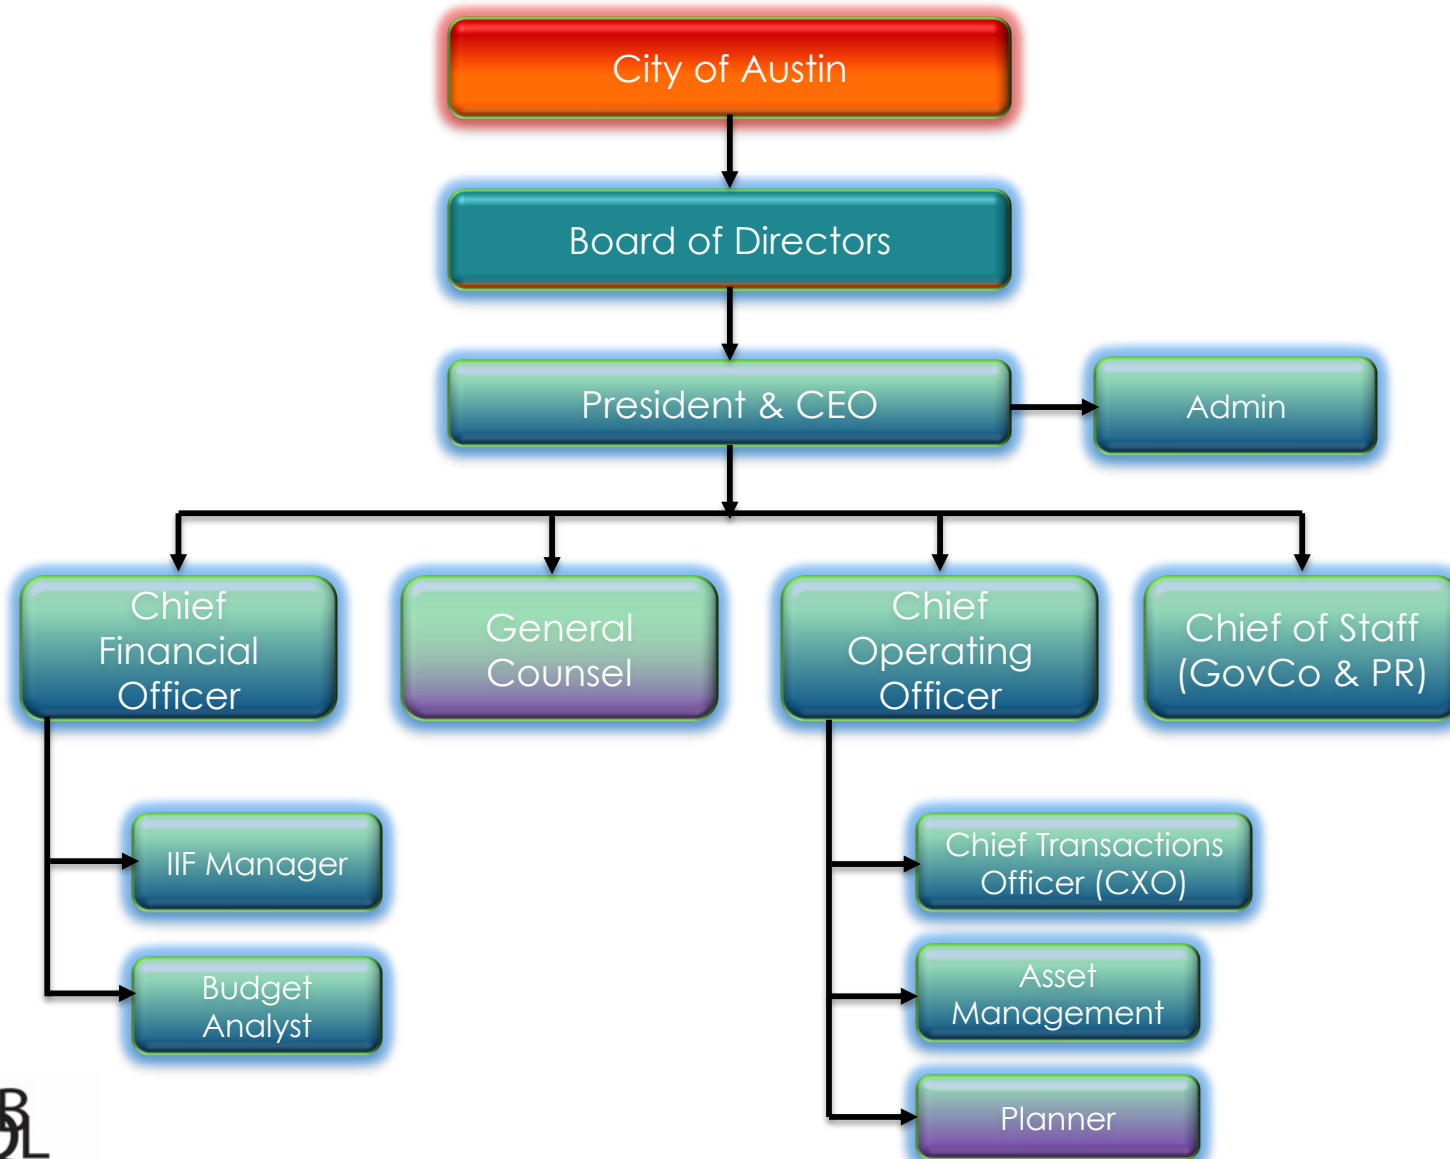 City of Austin
Board of Directors
President & CEO
Admin
Chief
Financial
Officer
General
Counsel
Chief
Operating
Officer
Chief of Staff
(GovCo & PR)
IIF Manager
Budget
Analyst
Chief Transactions
Officer (CXO)
Asset
Management
Planner